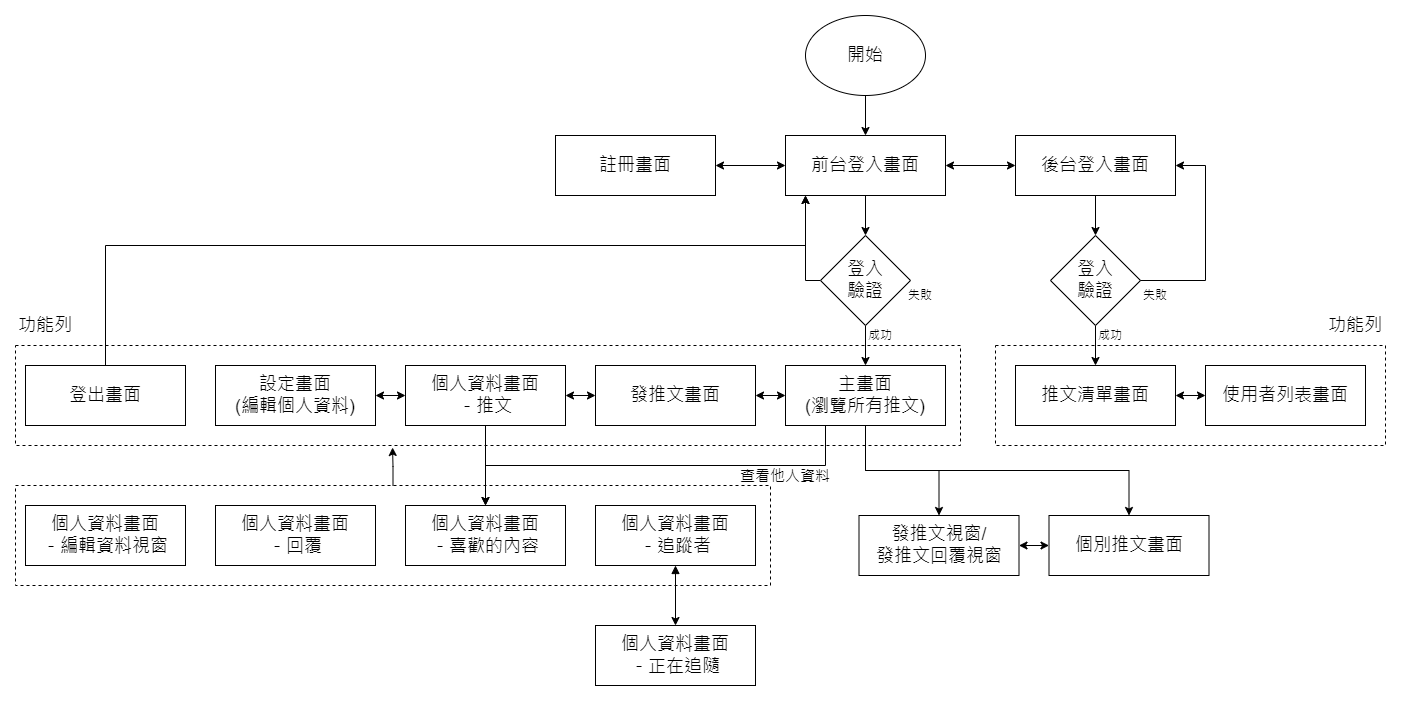 開始
註冊畫面
前台登入畫面
後台登入畫面
登入
驗證
失敗
成功
登入
驗證
失敗
成功
功能列
功能列
登出畫面
設定畫面
(編輯個人資料)
個人資料畫面
- 推文
發推文畫面
主畫面
(瀏覽所有推文)
推文清單畫面
使用者列表畫面
查看他人資料
個人資料畫面
- 編輯資料視窗
個人資料畫面
- 回覆
個人資料畫面
- 喜歡的內容
個人資料畫面
- 追蹤者
發推文視窗/
發推文回覆視窗
個別推文畫面
個人資料畫面
- 正在追隨